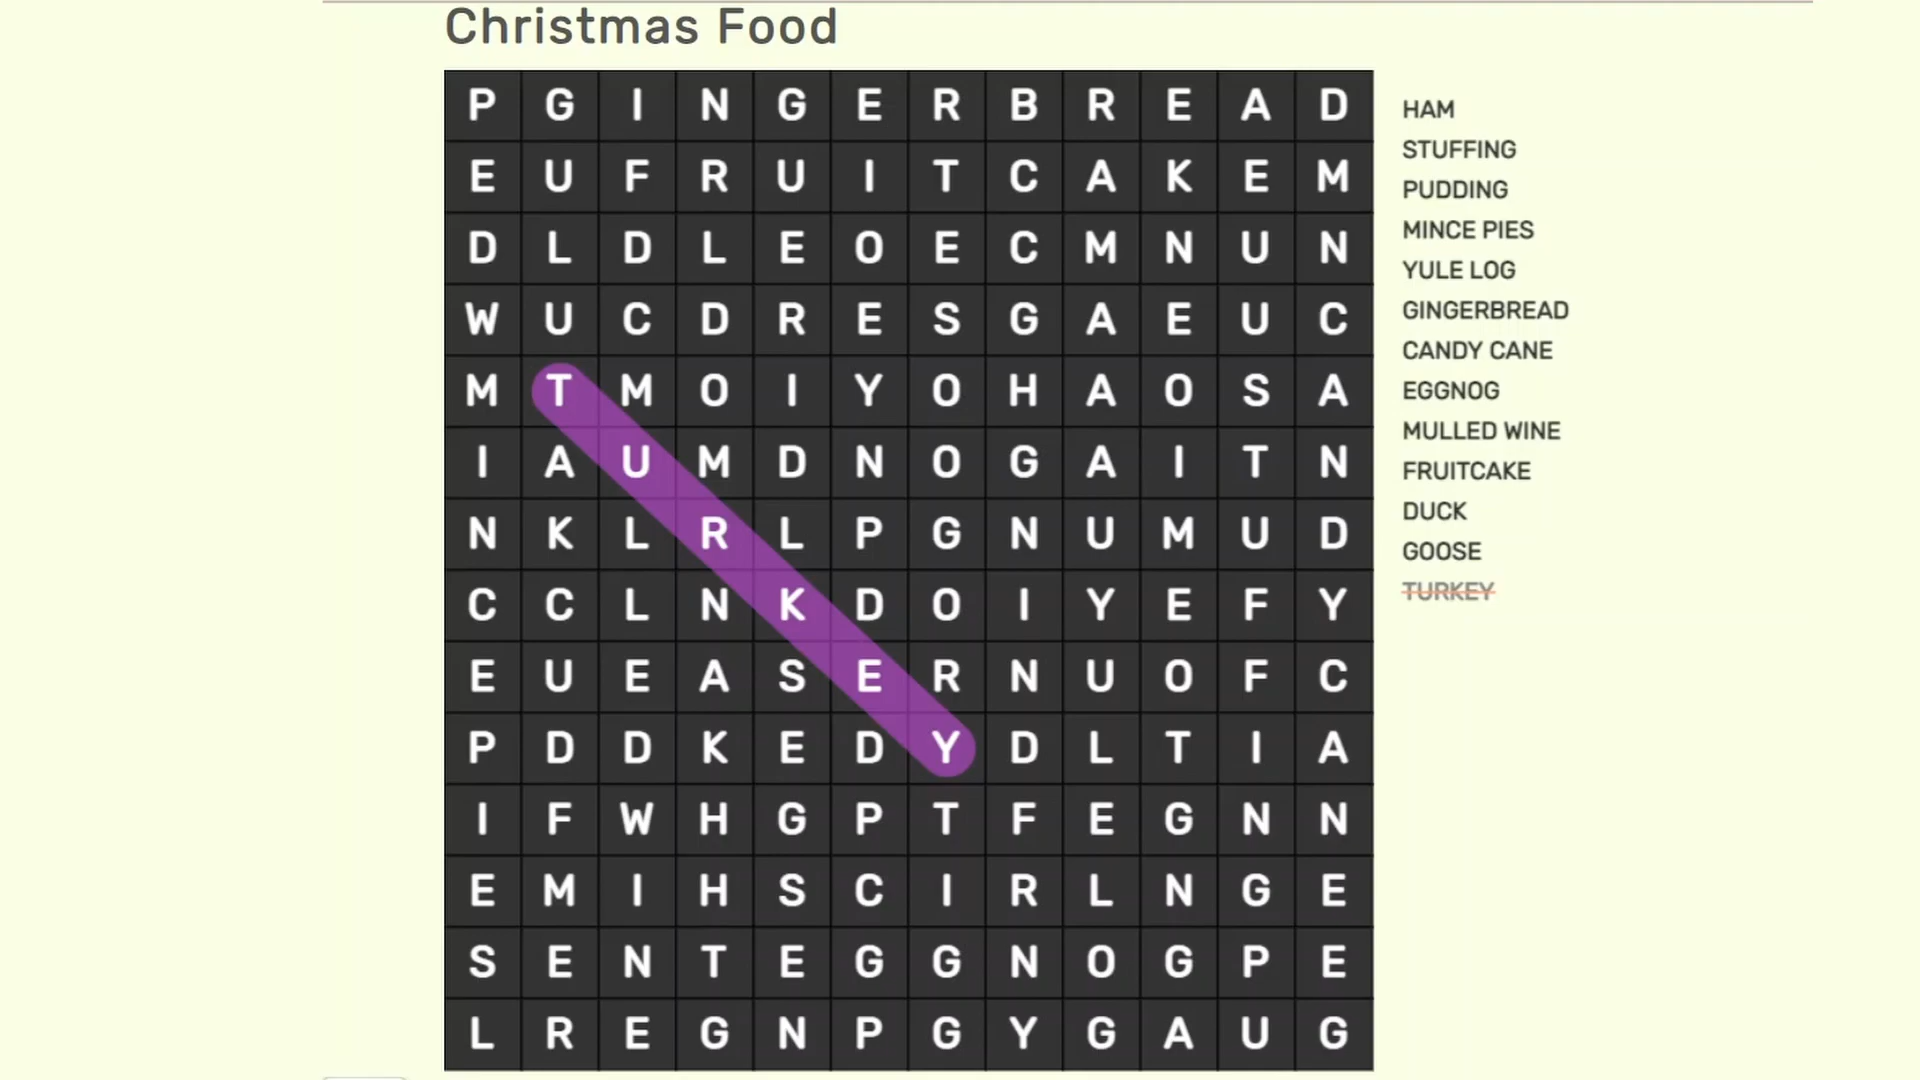 Christmas Food
P G I N G E R B R E A D
E U F R U I T C A K E M
D L D L E O E C M N U N
W U C D R E S G A E U C
M T M O I Y O H A O S A
I A U M D N O G A I T N
N K L R L P G N U M U D
C C L N K D O I Y E F Y
E U E A S E R N U O F C
P D D K E D Y D L T I A
I F W H G P T F E G N N
E M I H S C I R L N G E
S E N T E G G N O G P E
L R E G N P G Y G A U G
HAM
STUFFING
PUDDING
MINCE PIES
YULE LOG
GINGERBREAD
CANDY CANE
EGGNOG
MULLED WINE
FRUITCAKE
DUCK
GOOSE
TURKEY